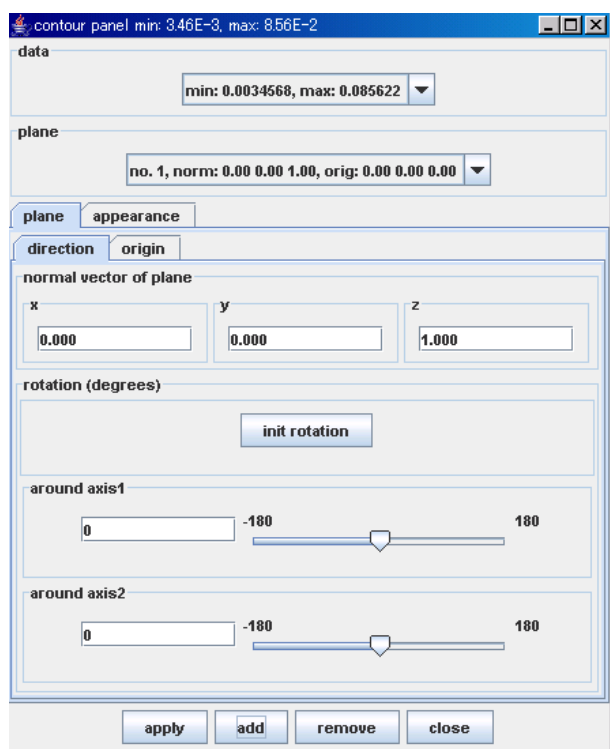 contour panel min: 3.46E-3, max: 8.56E-2
data
min: 0.0034568, max: 0.085622
plane
no. 1, norm: 0.00 0.00 1.00, orig: 0.00 0.00 0.00
plane appearance
direction origin
normal vector of plane
x y z
0.000 0.000 1.000
rotation (degrees)
init rotation
around axis1
0 -180 180
around axis2
0 -180 180
apply add remove close